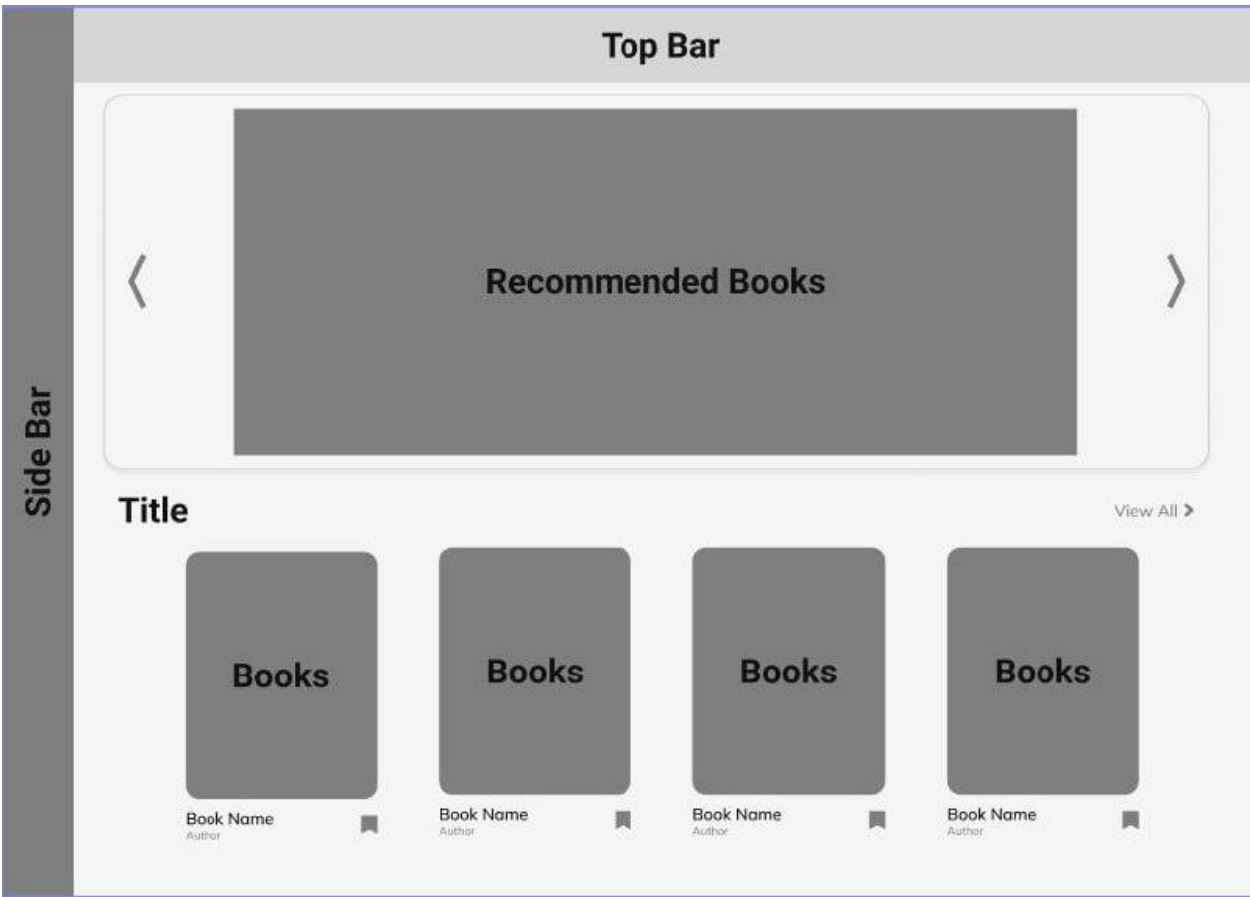 Top Bar
Side Bar
Recommended Books
Title
View All
Books
Books
Books
Books
Book Name
Author
Book Name
Author
Book Name
Author
Book Name
Author